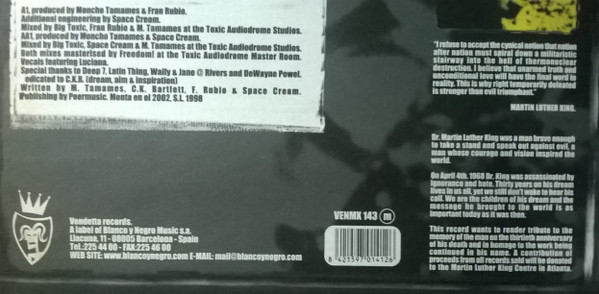 A1, produced by Moncho Tamames & Fran Rubio.
Additional engineering by Space Cream.
Mixed by Big Toxic, Fran Rubio & M. Tamames at the Toxic Audiodrome Studios.
AA1, produced by Moncho Tamames & Space Cream.
Mixed by Big Toxic, Space Cream & M. Tamames at the Toxic Audiodrome Studios.
Both mixes mastérised by Freedom! at the Toxic Audiodrome Master Room.
Vocals featuring Luciana.
Special thanks to Deep 7, Latin Thing, Wally & Jane @ Rivers and DeWayne Powel.
edicated to C.K.B. (dream, aim & inspiration)
Written by M. Tamames, C.K. Bartlett, F. Rubio & Space Cream.
Publishing by Peermusic. Menta en el 2002, S.L 1998
"I refuse to accept the cynical notion that nation
after nation must spiral down a militaristic
stairway into the hell of thermonuclear
destruction. I believe that unarmed truth and
unconditional love will have the final word in
reality. This is why right temporarily defeated
is stronger than evil triumphant"
MARTIN LUTHER KING.
Dr. Martin Luther King was a man brave enough
to take a stand and speak out against evil, a
man whose courage and vision inspired the
world.
On April 4th. 1968 Dr. King was assassinated by
ignorance and hate. Thirty years on his dream
lives in us all, yet we still don't wake to hear his
call. We are the children of his dream and the
message he brought to the world is as
important today as it was then.
This record wants to render tribute to the
memory of the man on the thirtieth anniversary
of his death and in homage to the work being
continued in his name. A contribution of
proceeds from all records sold will be donated
to the Martin Luther King Centre in Atlanta.
Vendetta records.
A label of Blanco y Negro Music s.a.
Llacuna, 11 - 08005 Barcelona - Spain
Tel.:225 44 00 - FAX:225 46 00
WEB SITE: www.blancoynegro.com E-MAIL: mail@blancoynegro.com
VENMX 143 m
8 421597 014126